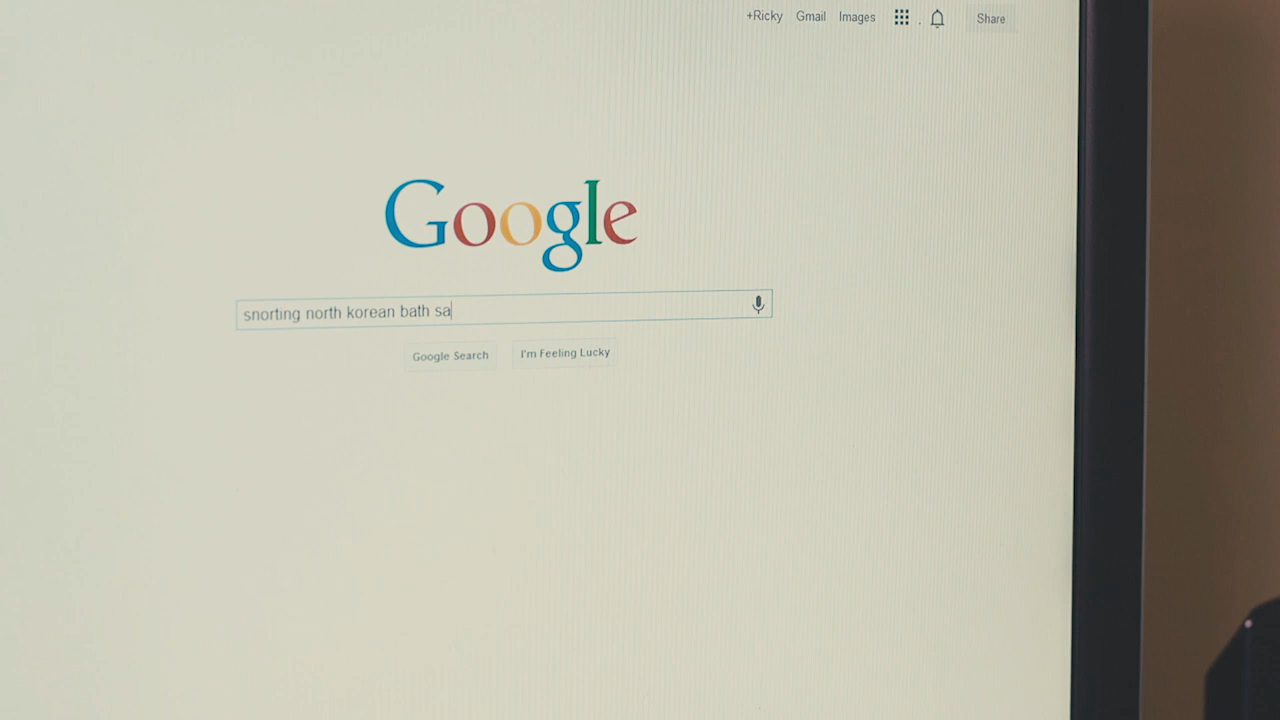 +Ricky Gmail Images Share
Google
snorting north korean bath sa
Google Search I'm Feeling Lucky